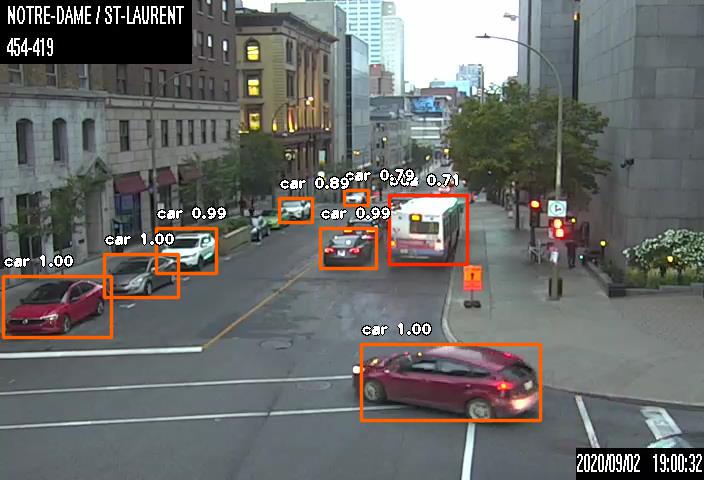 NOTRE-DAME / ST-LAURENT
454-419
car 0.79
car 0.89
0.71
car 0.99
car 0.99
car 1.00
car 1.00
car 1.00
2020/09/02 19:00:32